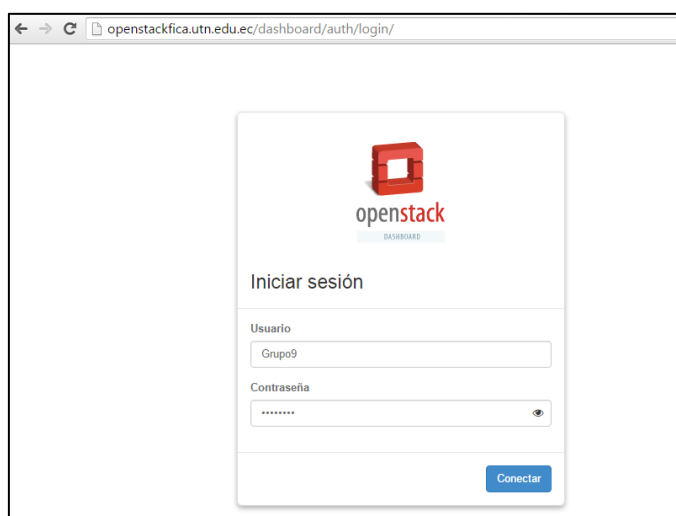 openstackfica.utn.edu.ec/dashboard/auth/login/
openstack
DASHBOARD
Iniciar sesión
Usuario
Grupo9
Contraseña
••••••••
Conectar